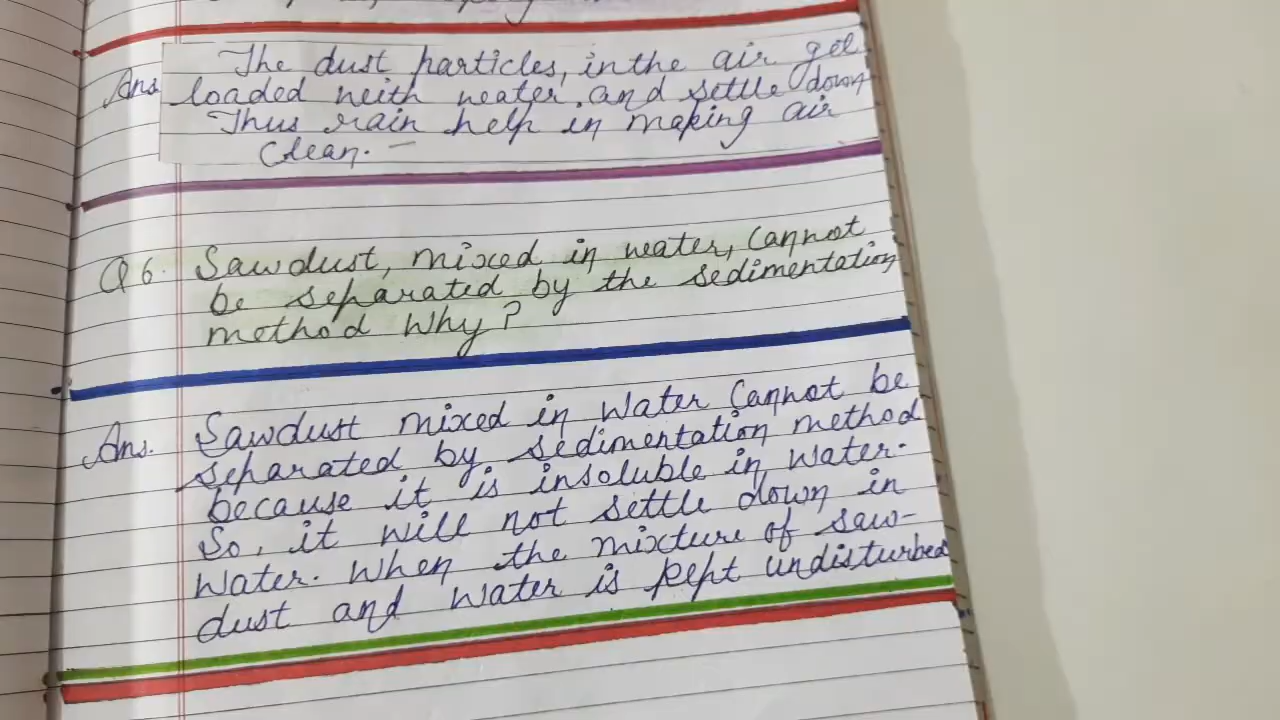 The dust particles, in the air get
Ans loaded with water, and settle down
Thus rain help in making air
Clean. -
Q 6. Sawdust, mixed in water, Cannot
be separated by the sedimentation
method Why?
Ans. Sawdust mixed in Water Cannot be
separated by sedimentation method
because it is insoluble in water.
So, it will not settle down in
Water. When the mixture of saw-
dust and Water is kept undisturbed